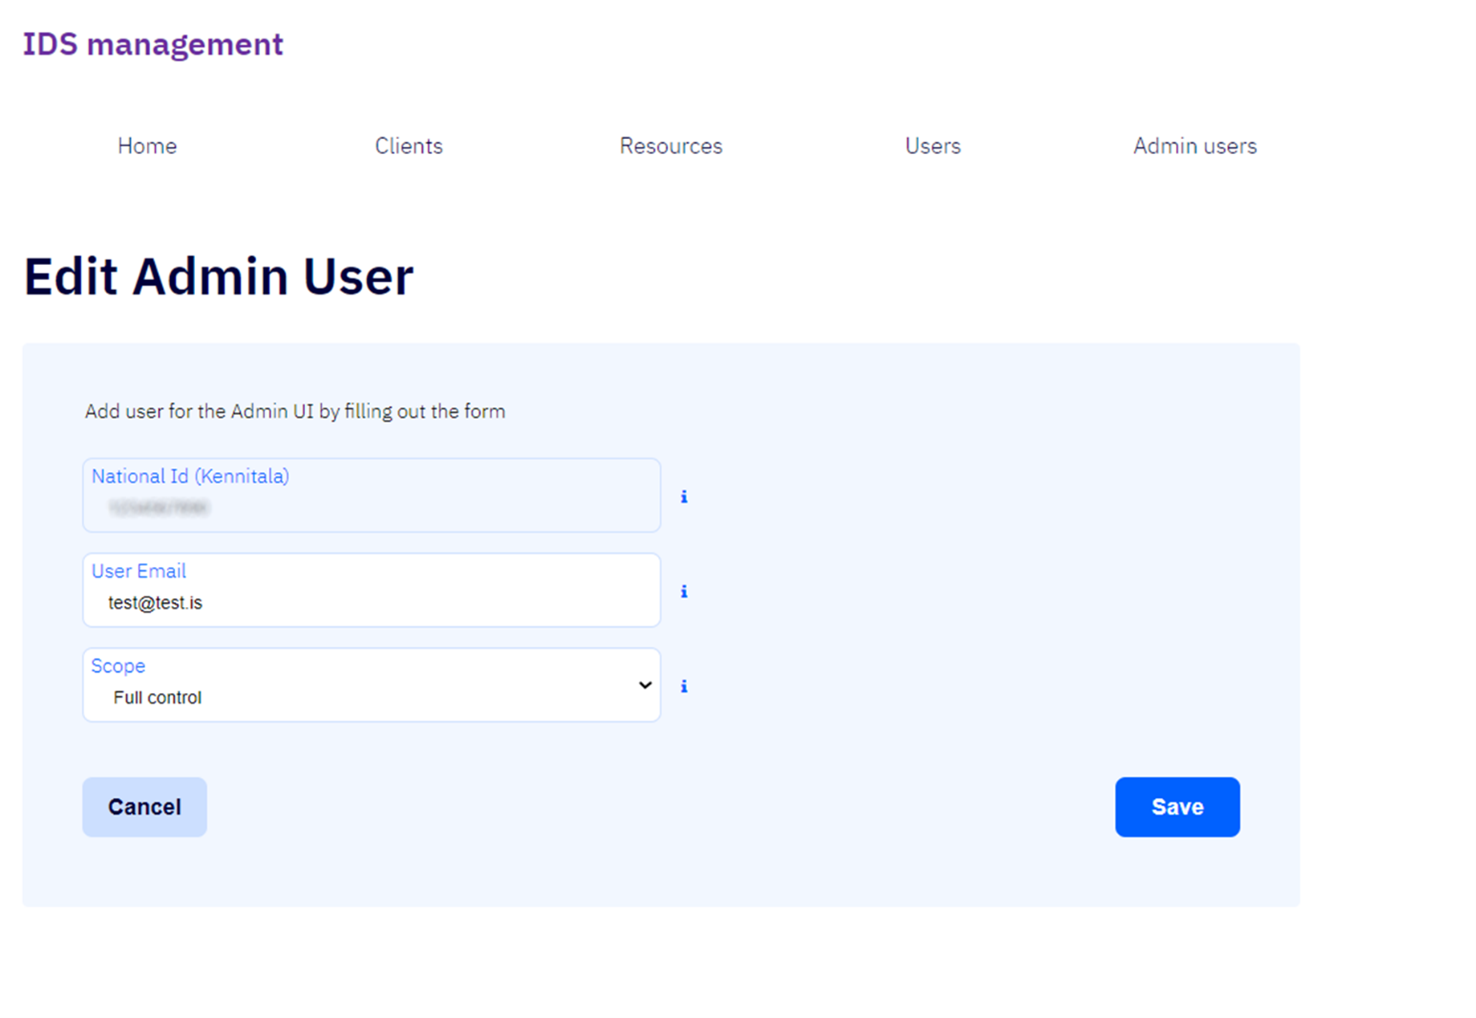 IDS management
Home Clients Resources Users Admin users
Edit Admin User
Add user for the Admin UI by filling out the form
National Id (Kennitala)
User Email
test@test.is
Scope
Full control
Cancel Save